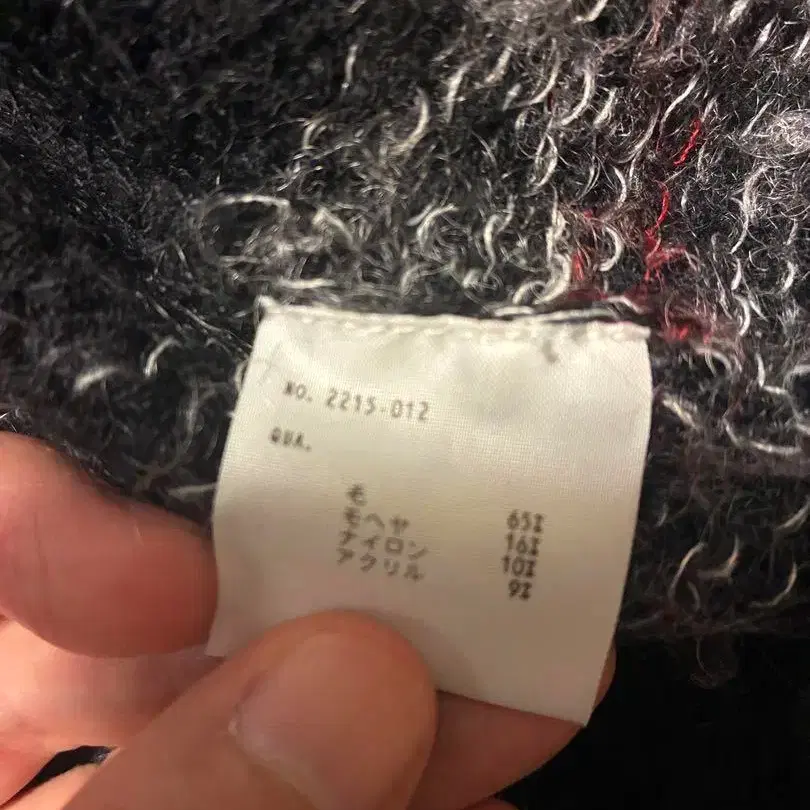 NO. 2215-012
QUA.
毛 65%
モヘヤ 16%
ナイロン 10%
アクリル 9%